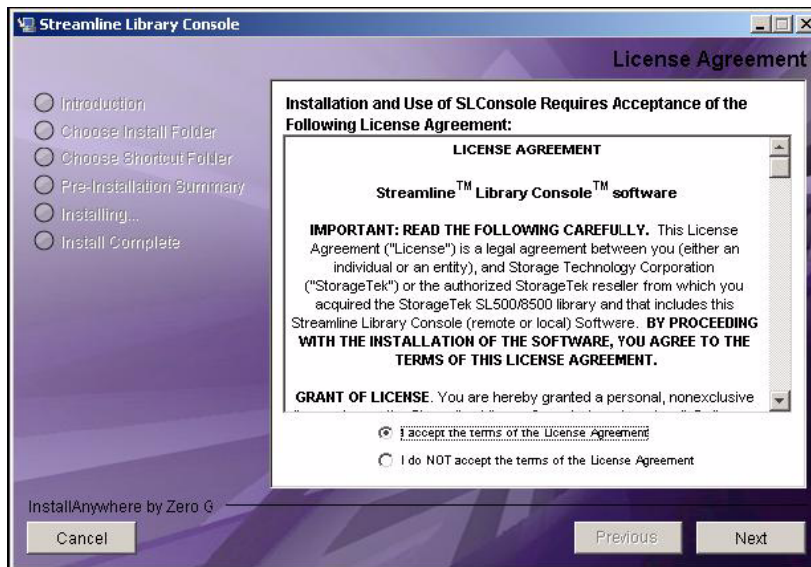 Streamline Library Console
License Agreement
Introduction
Choose Install Folder
Choose Shortcut Folder
Pre-Installation Summary
Installing...
Install Complete
Installation and Use of SLConsole Requires Acceptance of the
Following License Agreement:
LICENSE AGREEMENT
Streamline™ Library Console™ software
IMPORTANT: READ THE FOLLOWING CAREFULLY. This License
Agreement ("License") is a legal agreement between you (either an
individual or an entity), and Storage Technology Corporation
("StorageTek") or the authorized StorageTek reseller from which you
acquired the StorageTek SL500/8500 library and that includes this
Streamline Library Console (remote or local) Software. BY PROCEEDING
WITH THE INSTALLATION OF THE SOFTWARE, YOU AGREE TO THE
TERMS OF THIS LICENSE AGREEMENT.
GRANT OF LICENSE. You are hereby granted a personal, nonexclusive
I accept the terms of the License Agreement
I do NOT accept the terms of the License Agreement
InstallAnywhere by Zero G
Cancel
Previous
Next